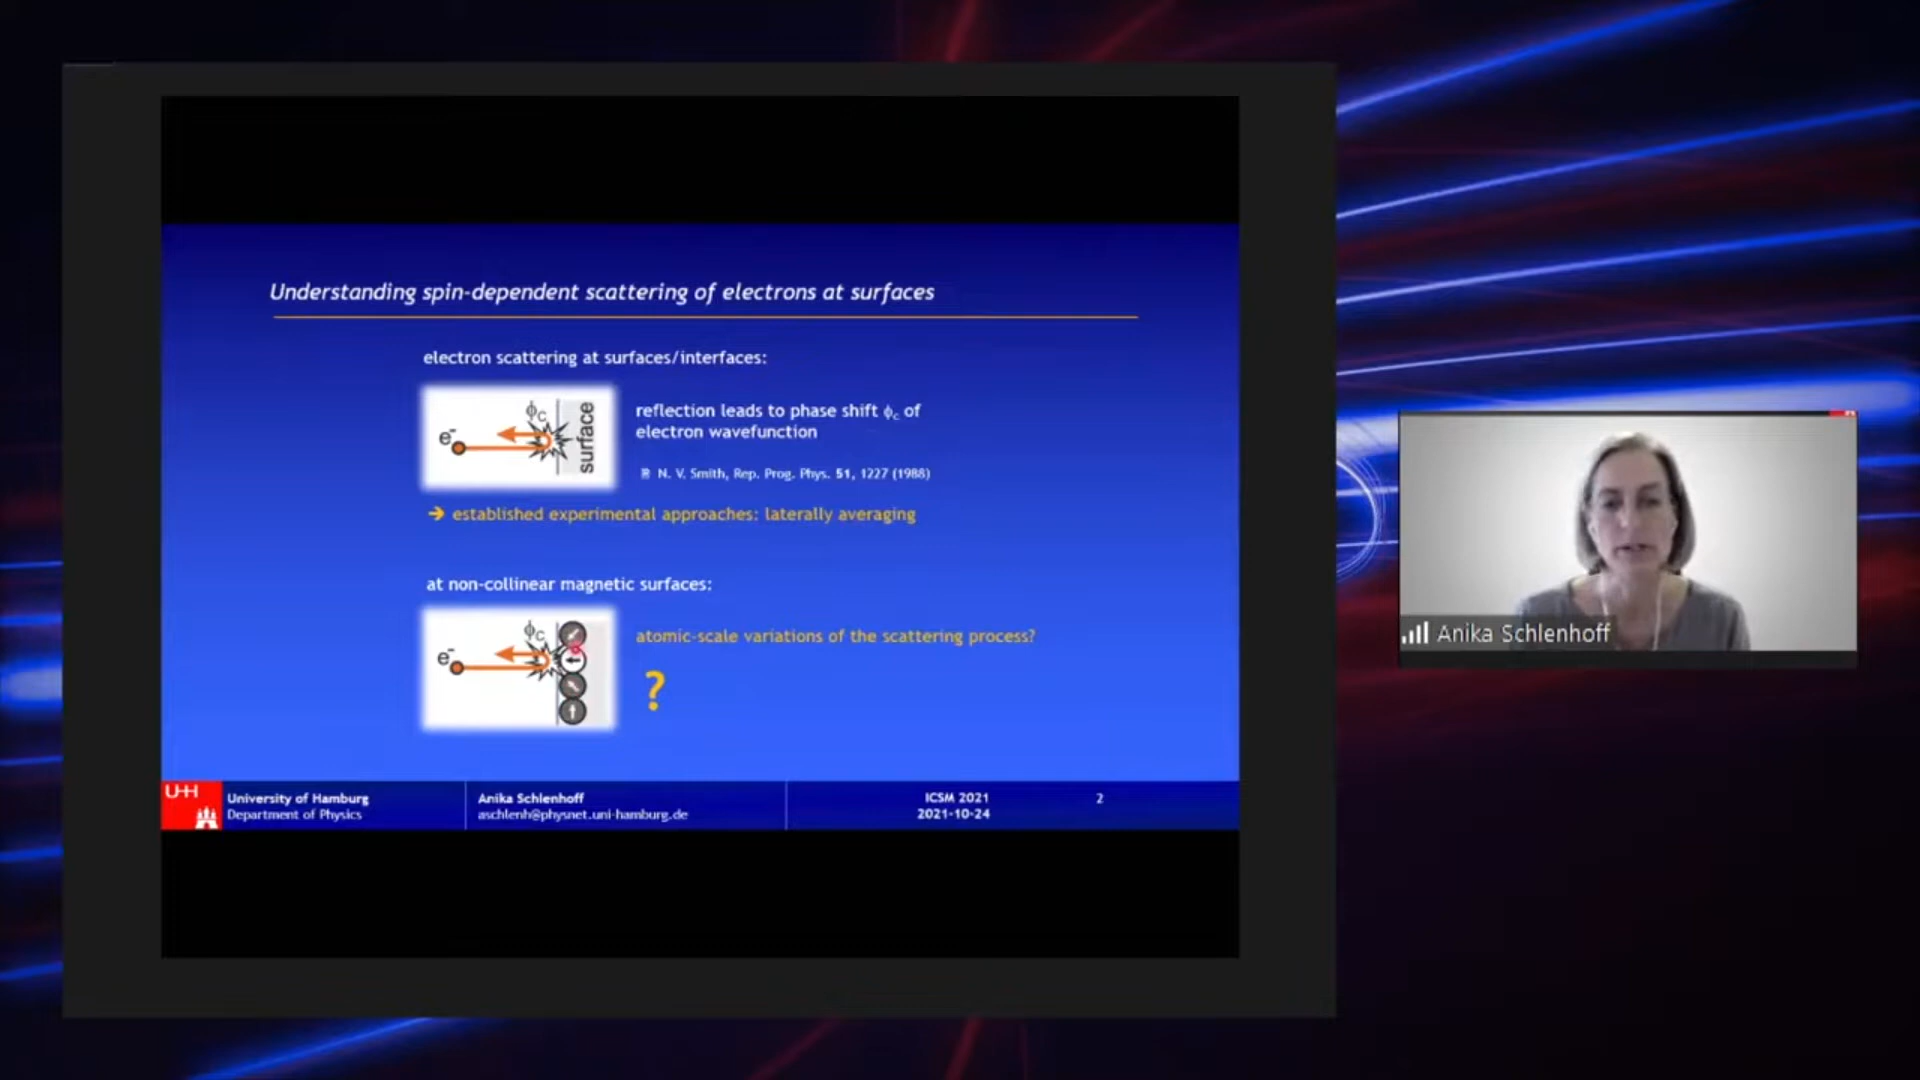 Understanding spin-dependent scattering of electrons at surfaces
electron scattering at surfaces/interfaces:
e⁻
ϕC
surface
reflection leads to phase shift ϕc of
electron wavefunction
N. V. Smith, Rep. Prog. Phys. 51, 1227 (1988)
➔ established experimental approaches: laterally averaging
at non-collinear magnetic surfaces:
e⁻
ϕC
atomic-scale variations of the scattering process?
?
UHH
University of Hamburg
Department of Physics
Anika Schlenhoff
aschlenh@physnet.uni-hamburg.de
ICSM 2021
2021-10-24
2
Anika Schlenhoff